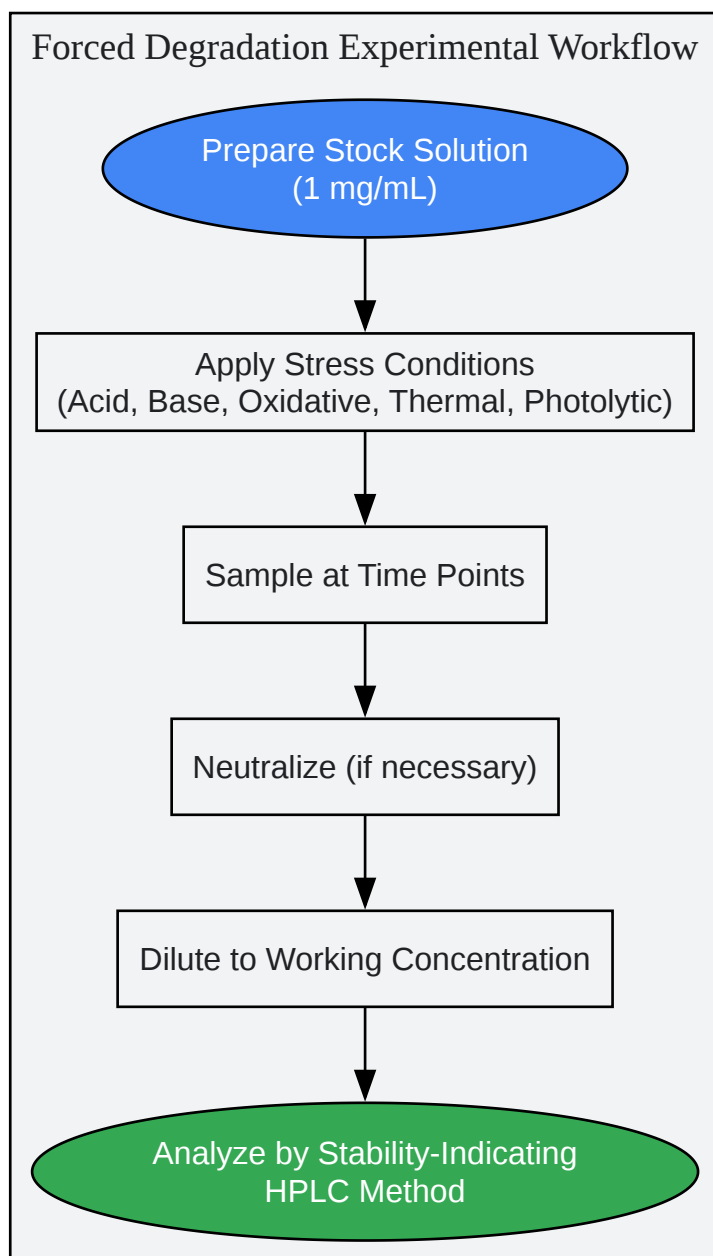 Forced Degradation Experimental Workflow
Prepare Stock Solution
(1 mg/mL)
Apply Stress Conditions
(Acid, Base, Oxidative, Thermal, Photolytic)
Sample at Time Points
Neutralize (if necessary)
Dilute to Working Concentration
Analyze by Stability-Indicating
HPLC Method